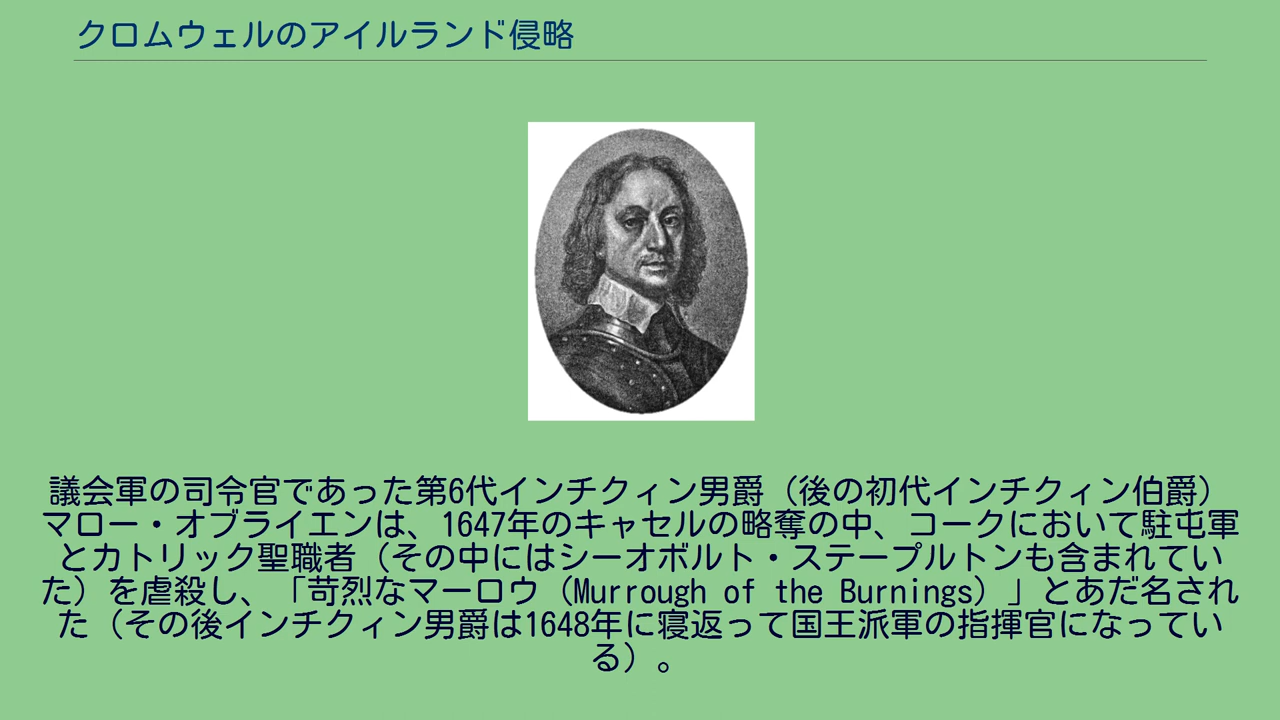 クロムウェルのアイルランド侵略
議会軍の司令官であった第6代インチクィン男爵（後の初代インチクィン伯爵）
マロー・オブライエンは、1647年のキャセルの略奪の中、コークにおいて駐屯軍
とカトリック聖職者（その中にはシーオボルト・ステープルトンも含まれてい
た）を虐殺し、「苛烈なマーロウ（Murrough of the Burnings）」とあだ名され
た（その後インチクィン男爵は1648年に寝返って国王派軍の指揮官になってい
る）。